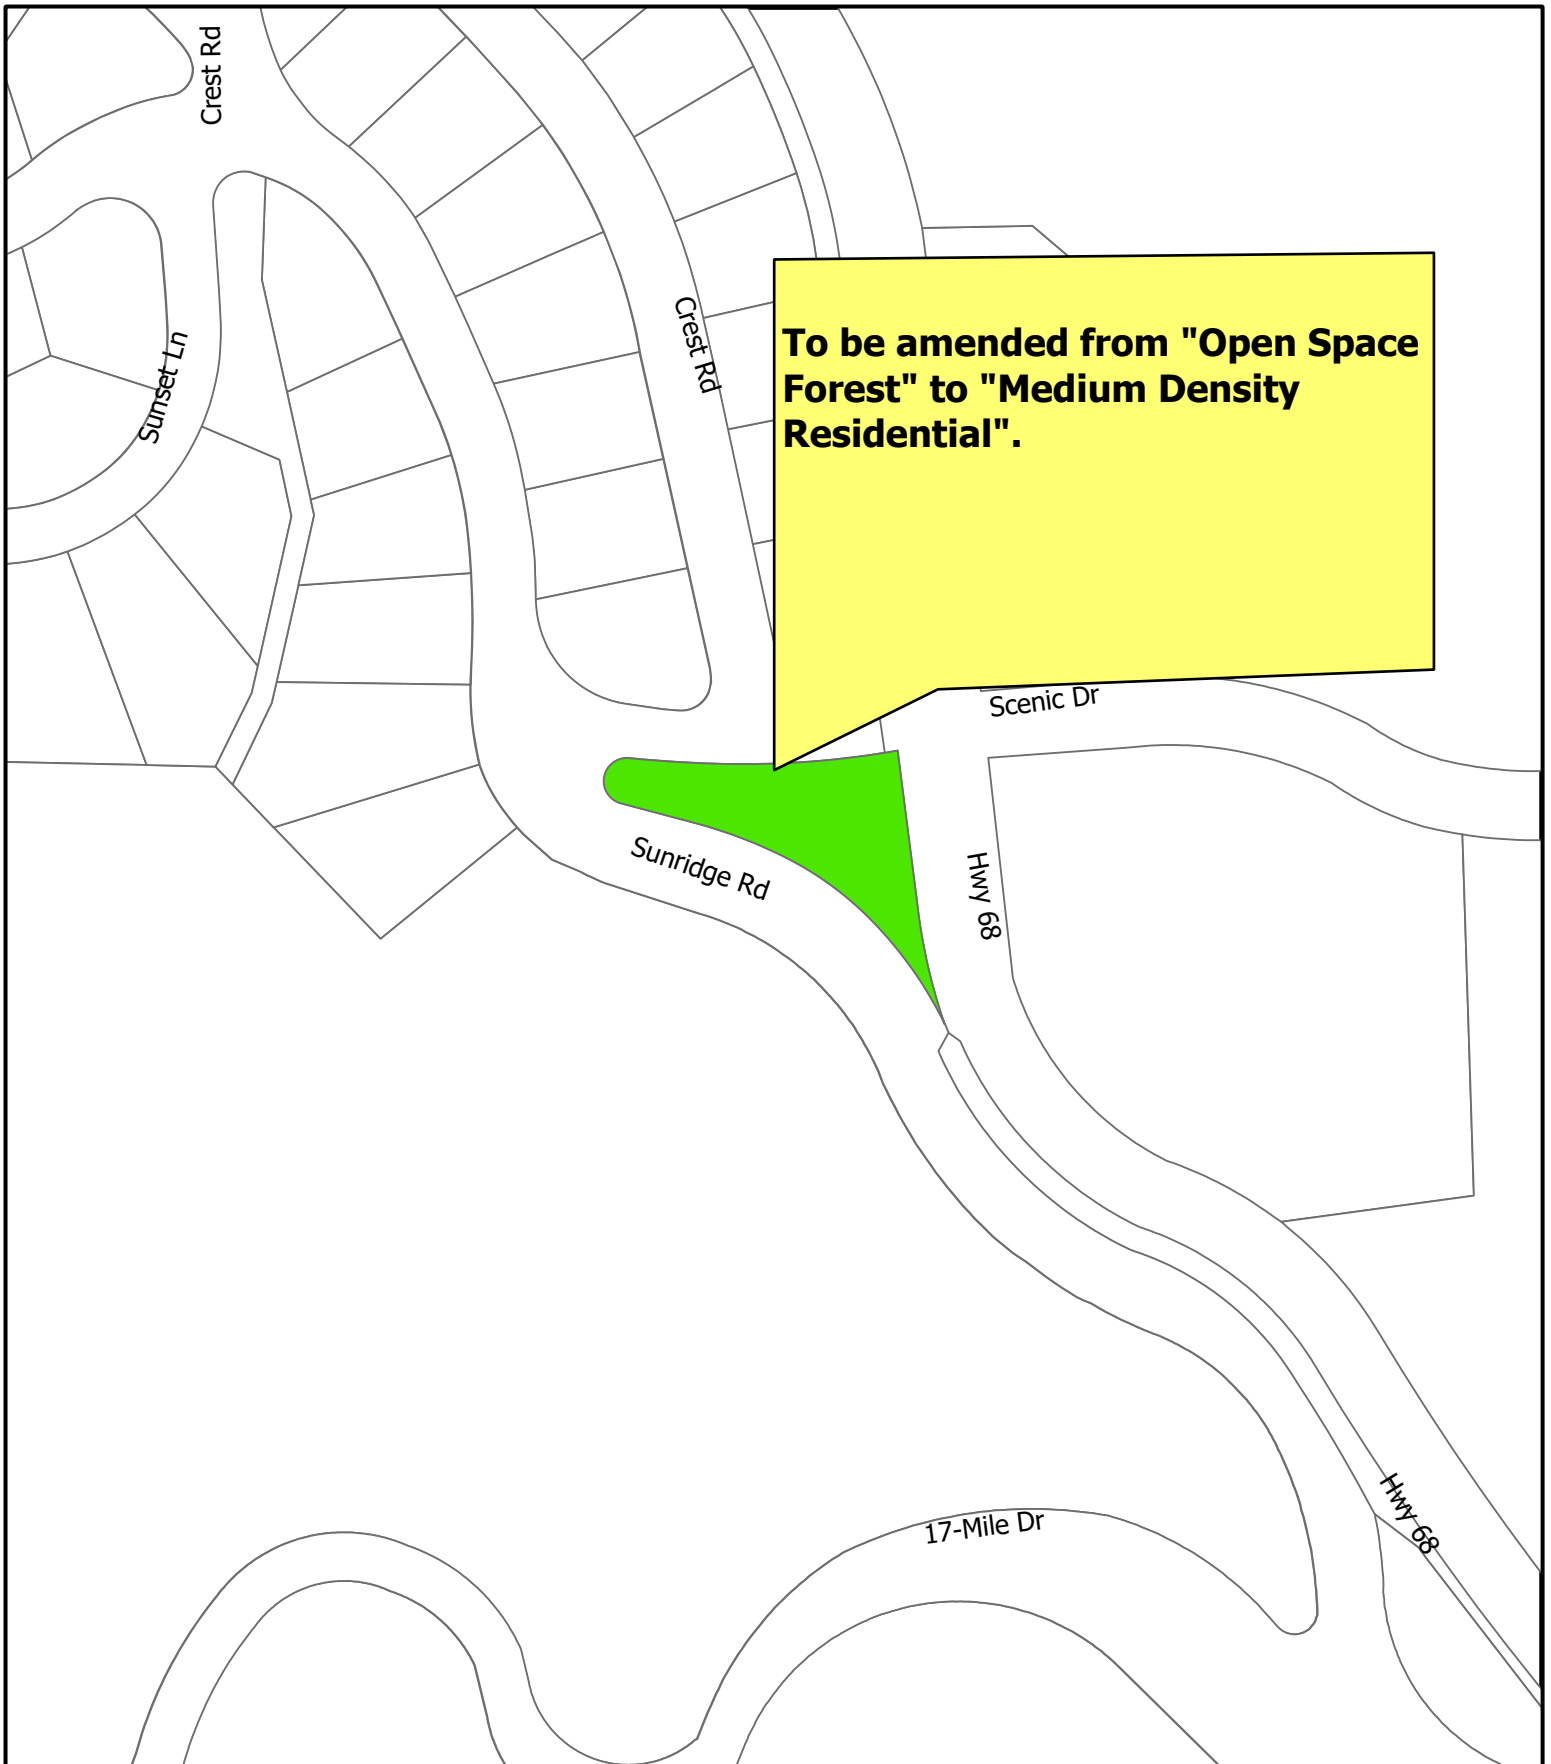 Crest Rd
Sunset Ln
Crest Rd
To be amended from "Open Space
Forest" to "Medium Density
Residential".
Scenic Dr
Sunridge Rd
Hwy 68
17-Mile Dr
Hwy 68